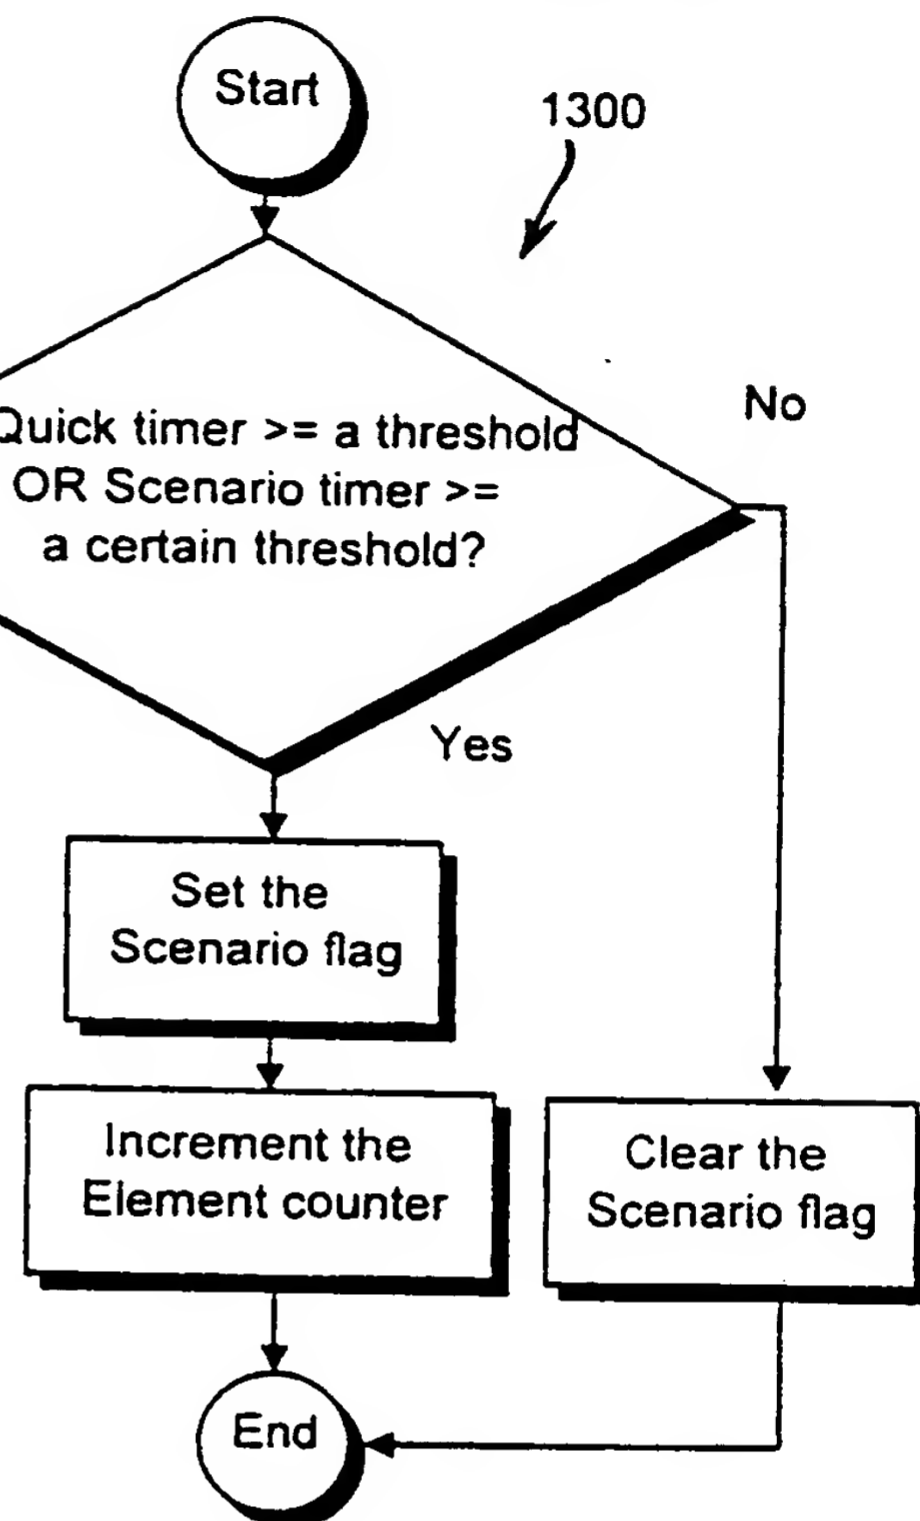 Start
1300
Quick timer >= a threshold
OR Scenario timer >=
a certain threshold?
No
Yes
Set the
Scenario flag
Increment the
Element counter
Clear the
Scenario flag
End